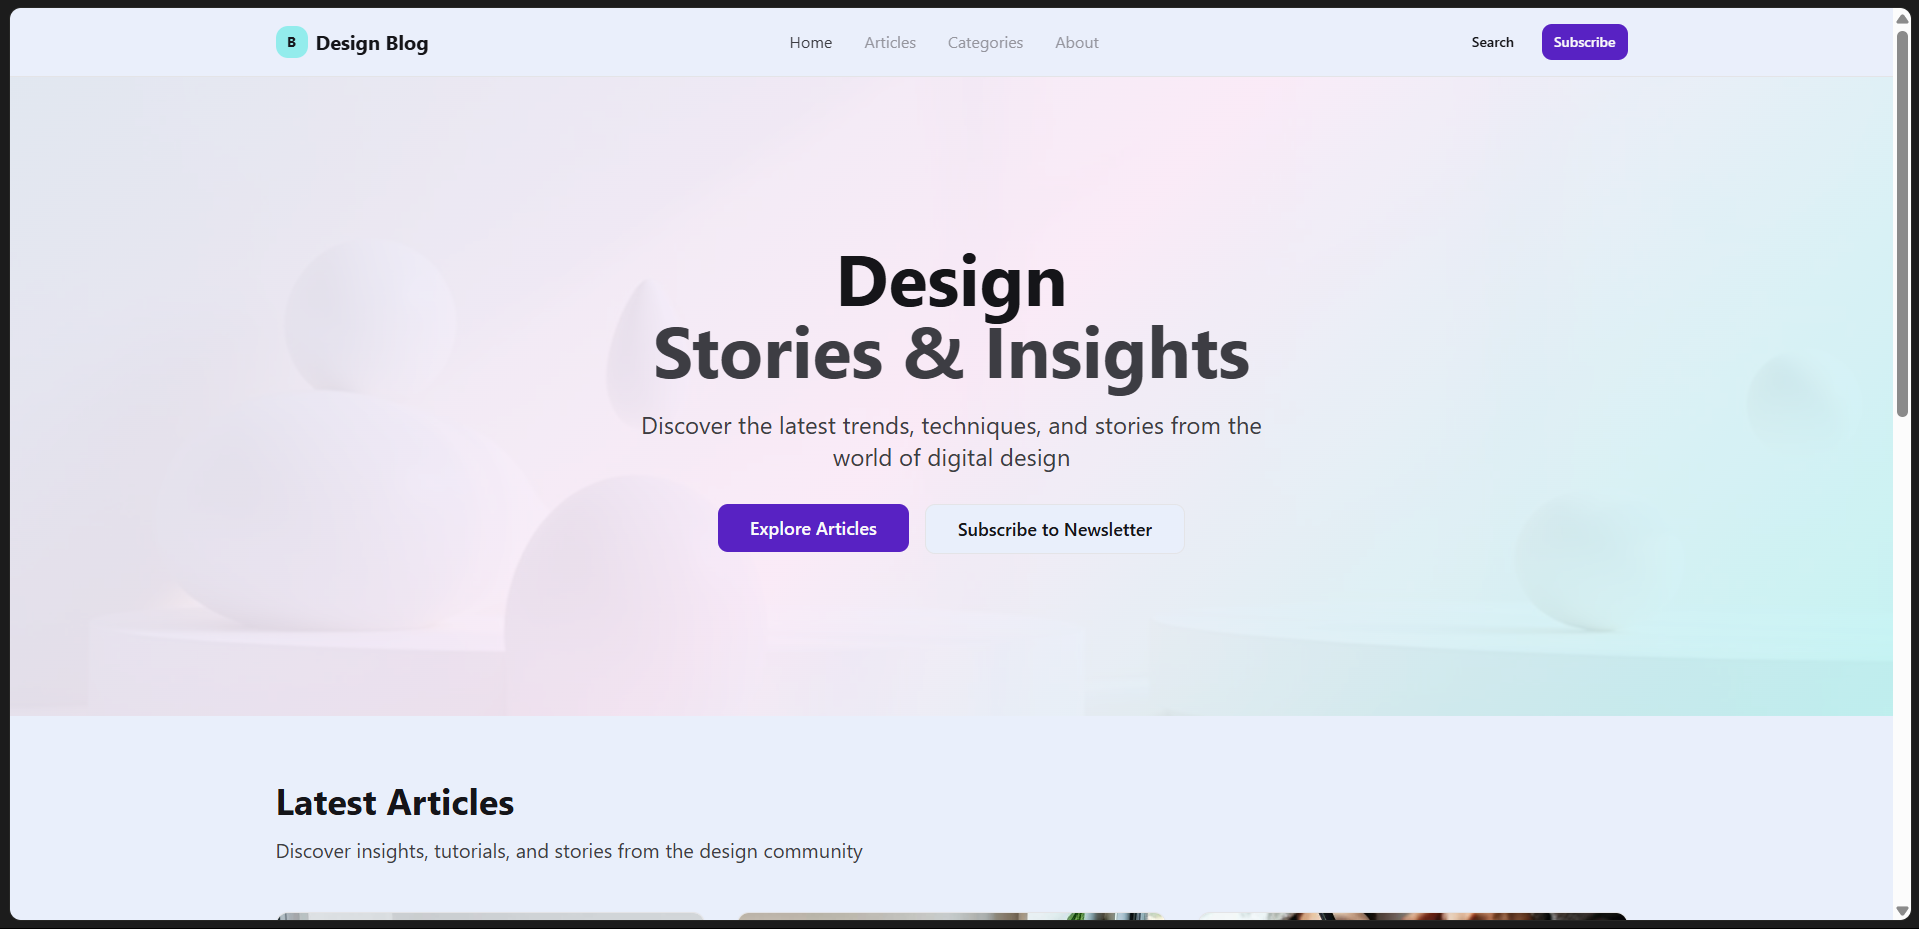 B Design Blog
Home Articles Categories About
Search Subscribe
Design
Stories & Insights
Discover the latest trends, techniques, and stories from the
world of digital design
Explore Articles Subscribe to Newsletter
Latest Articles
Discover insights, tutorials, and stories from the design community